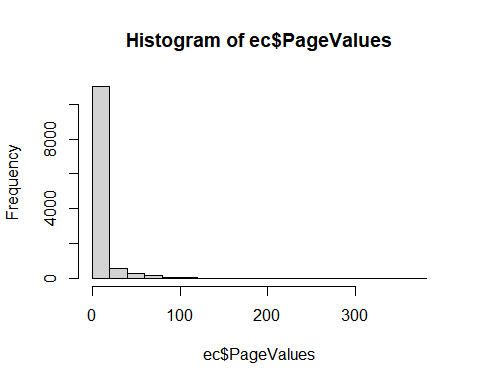 Histogram of ec$PageValues
Frequency
8000
4000
0
0 100 200 300
ec$PageValues